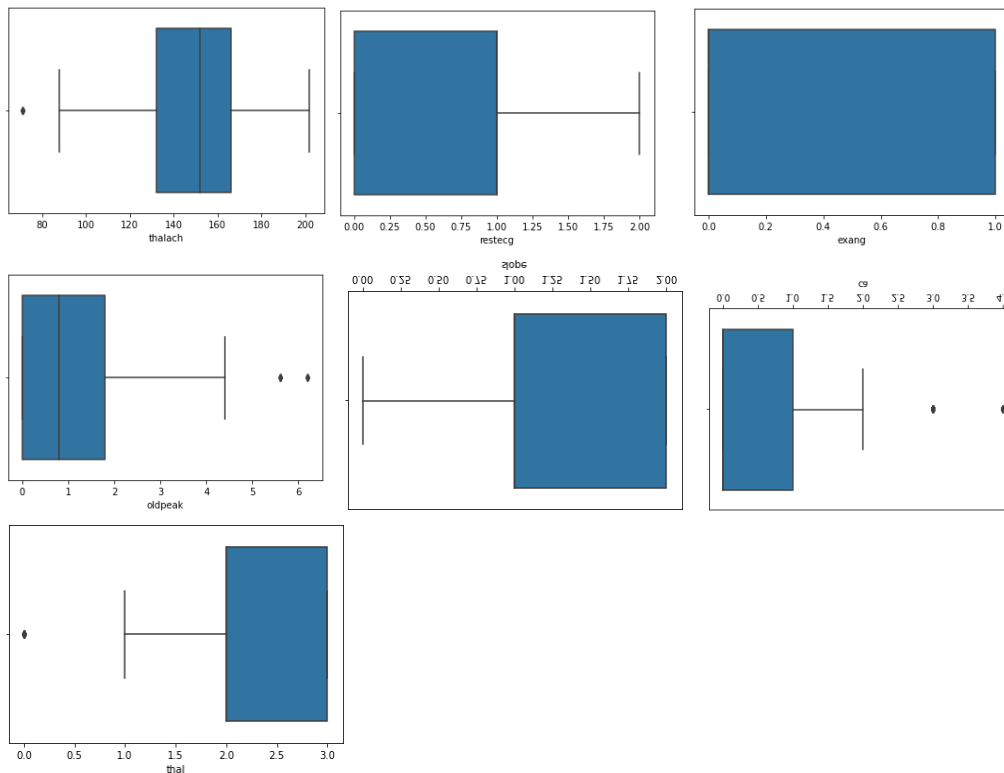 80 100 120 140 160 180 200
thalach
0.00 0.25 0.50 0.75 1.00 1.25 1.50 1.75 2.00
restecg
0.0 0.2 0.4 0.6 0.8 1.0
exang
0 1 2 3 4 5 6
oldpeak
slope
0.00 0.25 0.50 0.75 1.00 1.25 1.50 1.75 2.00
ca
0.0 0.5 1.0 1.5 2.0 2.5 3.0 3.5 4.
0.0 0.5 1.0 1.5 2.0 2.5 3.0
thal